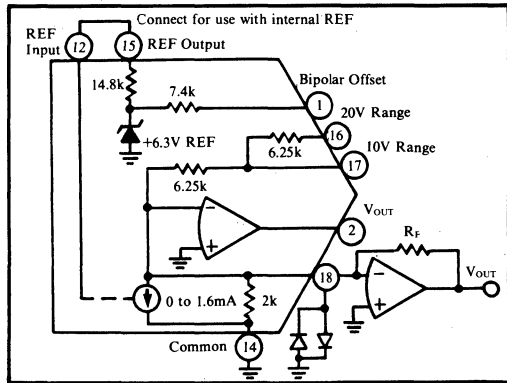 Connect for use with internal REF
REF
Input
12
15
REF Output
14.8k
7.4k
Bipolar Offset
1
20V Range
16
+6.3V REF
6.25k
10V Range
17
6.25k
VOUT
2
RF
18
VOUT
0 to 1.6mA
2k
Common
14